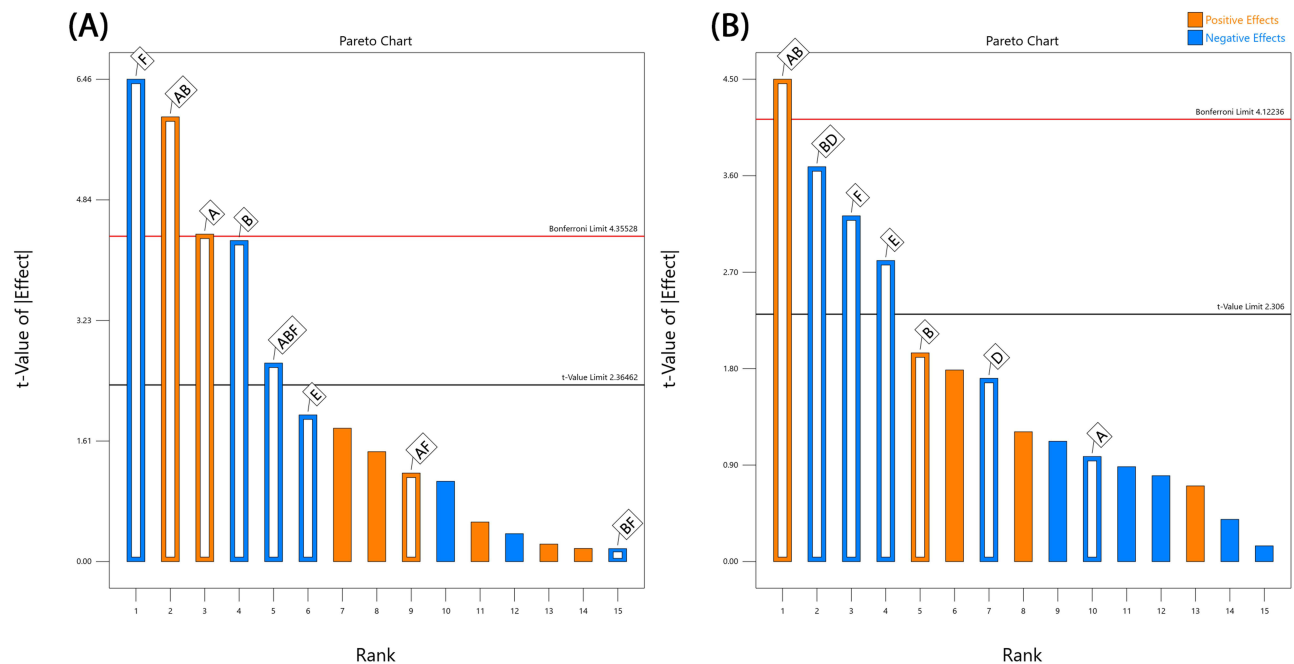 (A)
Pareto Chart
t-Value of |Effect|
6.46
4.84
3.23
1.61
0.00
F
AB
A
B
ABF
E
AF
BF
Bonferroni Limit 4.35528
t-Value Limit 2.36462
1 2 3 4 5 6 7 8 9 10 11 12 13 14 15
Rank
(B)
Positive Effects
Negative Effects
Pareto Chart
t-Value of |Effect|
4.50
3.60
2.70
1.80
0.90
0.00
AB
BD
F
E
B
D
A
Bonferroni Limit 4.12236
t-Value Limit 2.306
1 2 3 4 5 6 7 8 9 10 11 12 13 14 15
Rank